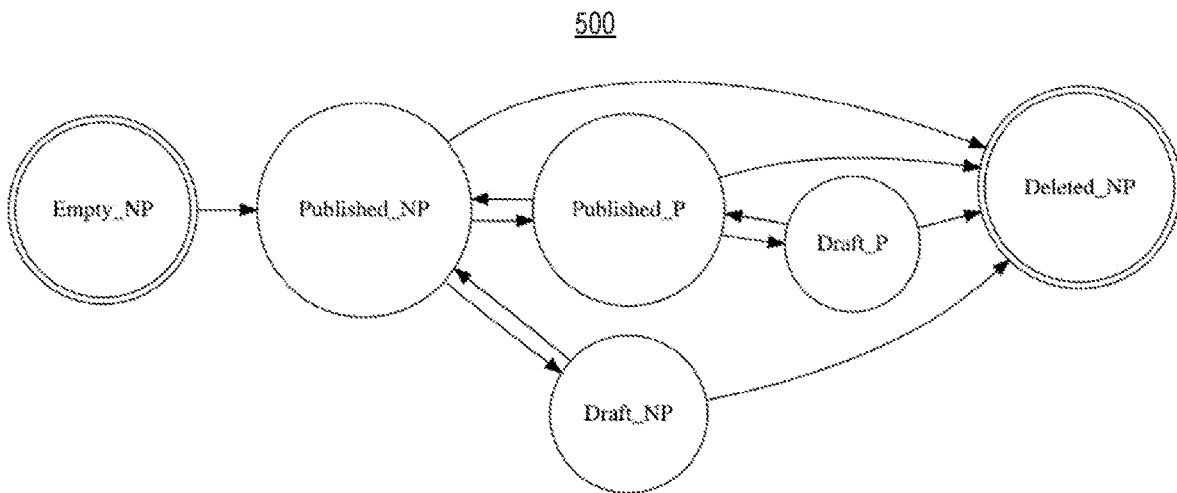 500
Empty_NP
Published_NP
Published_P
Draft_P
Deleted_NP
Draft_NP